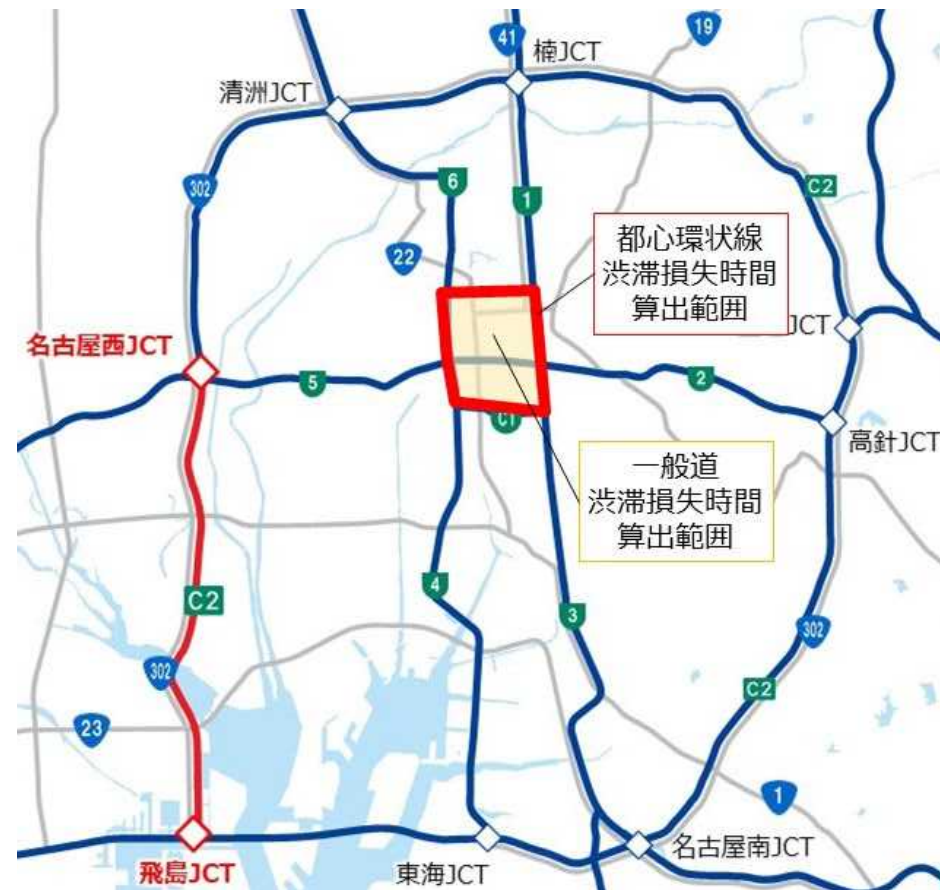 19
41
楠JCT
清洲JCT
302
6
1
C2
22
都心環状線
渋滞損失時間
算出範囲
JCT
名古屋西JCT
5
2
C1
高針JCT
一般道
渋滞損失時間
算出範囲
4
3
C2
302
302
C2
23
1
飛島JCT
東海JCT
名古屋南JCT